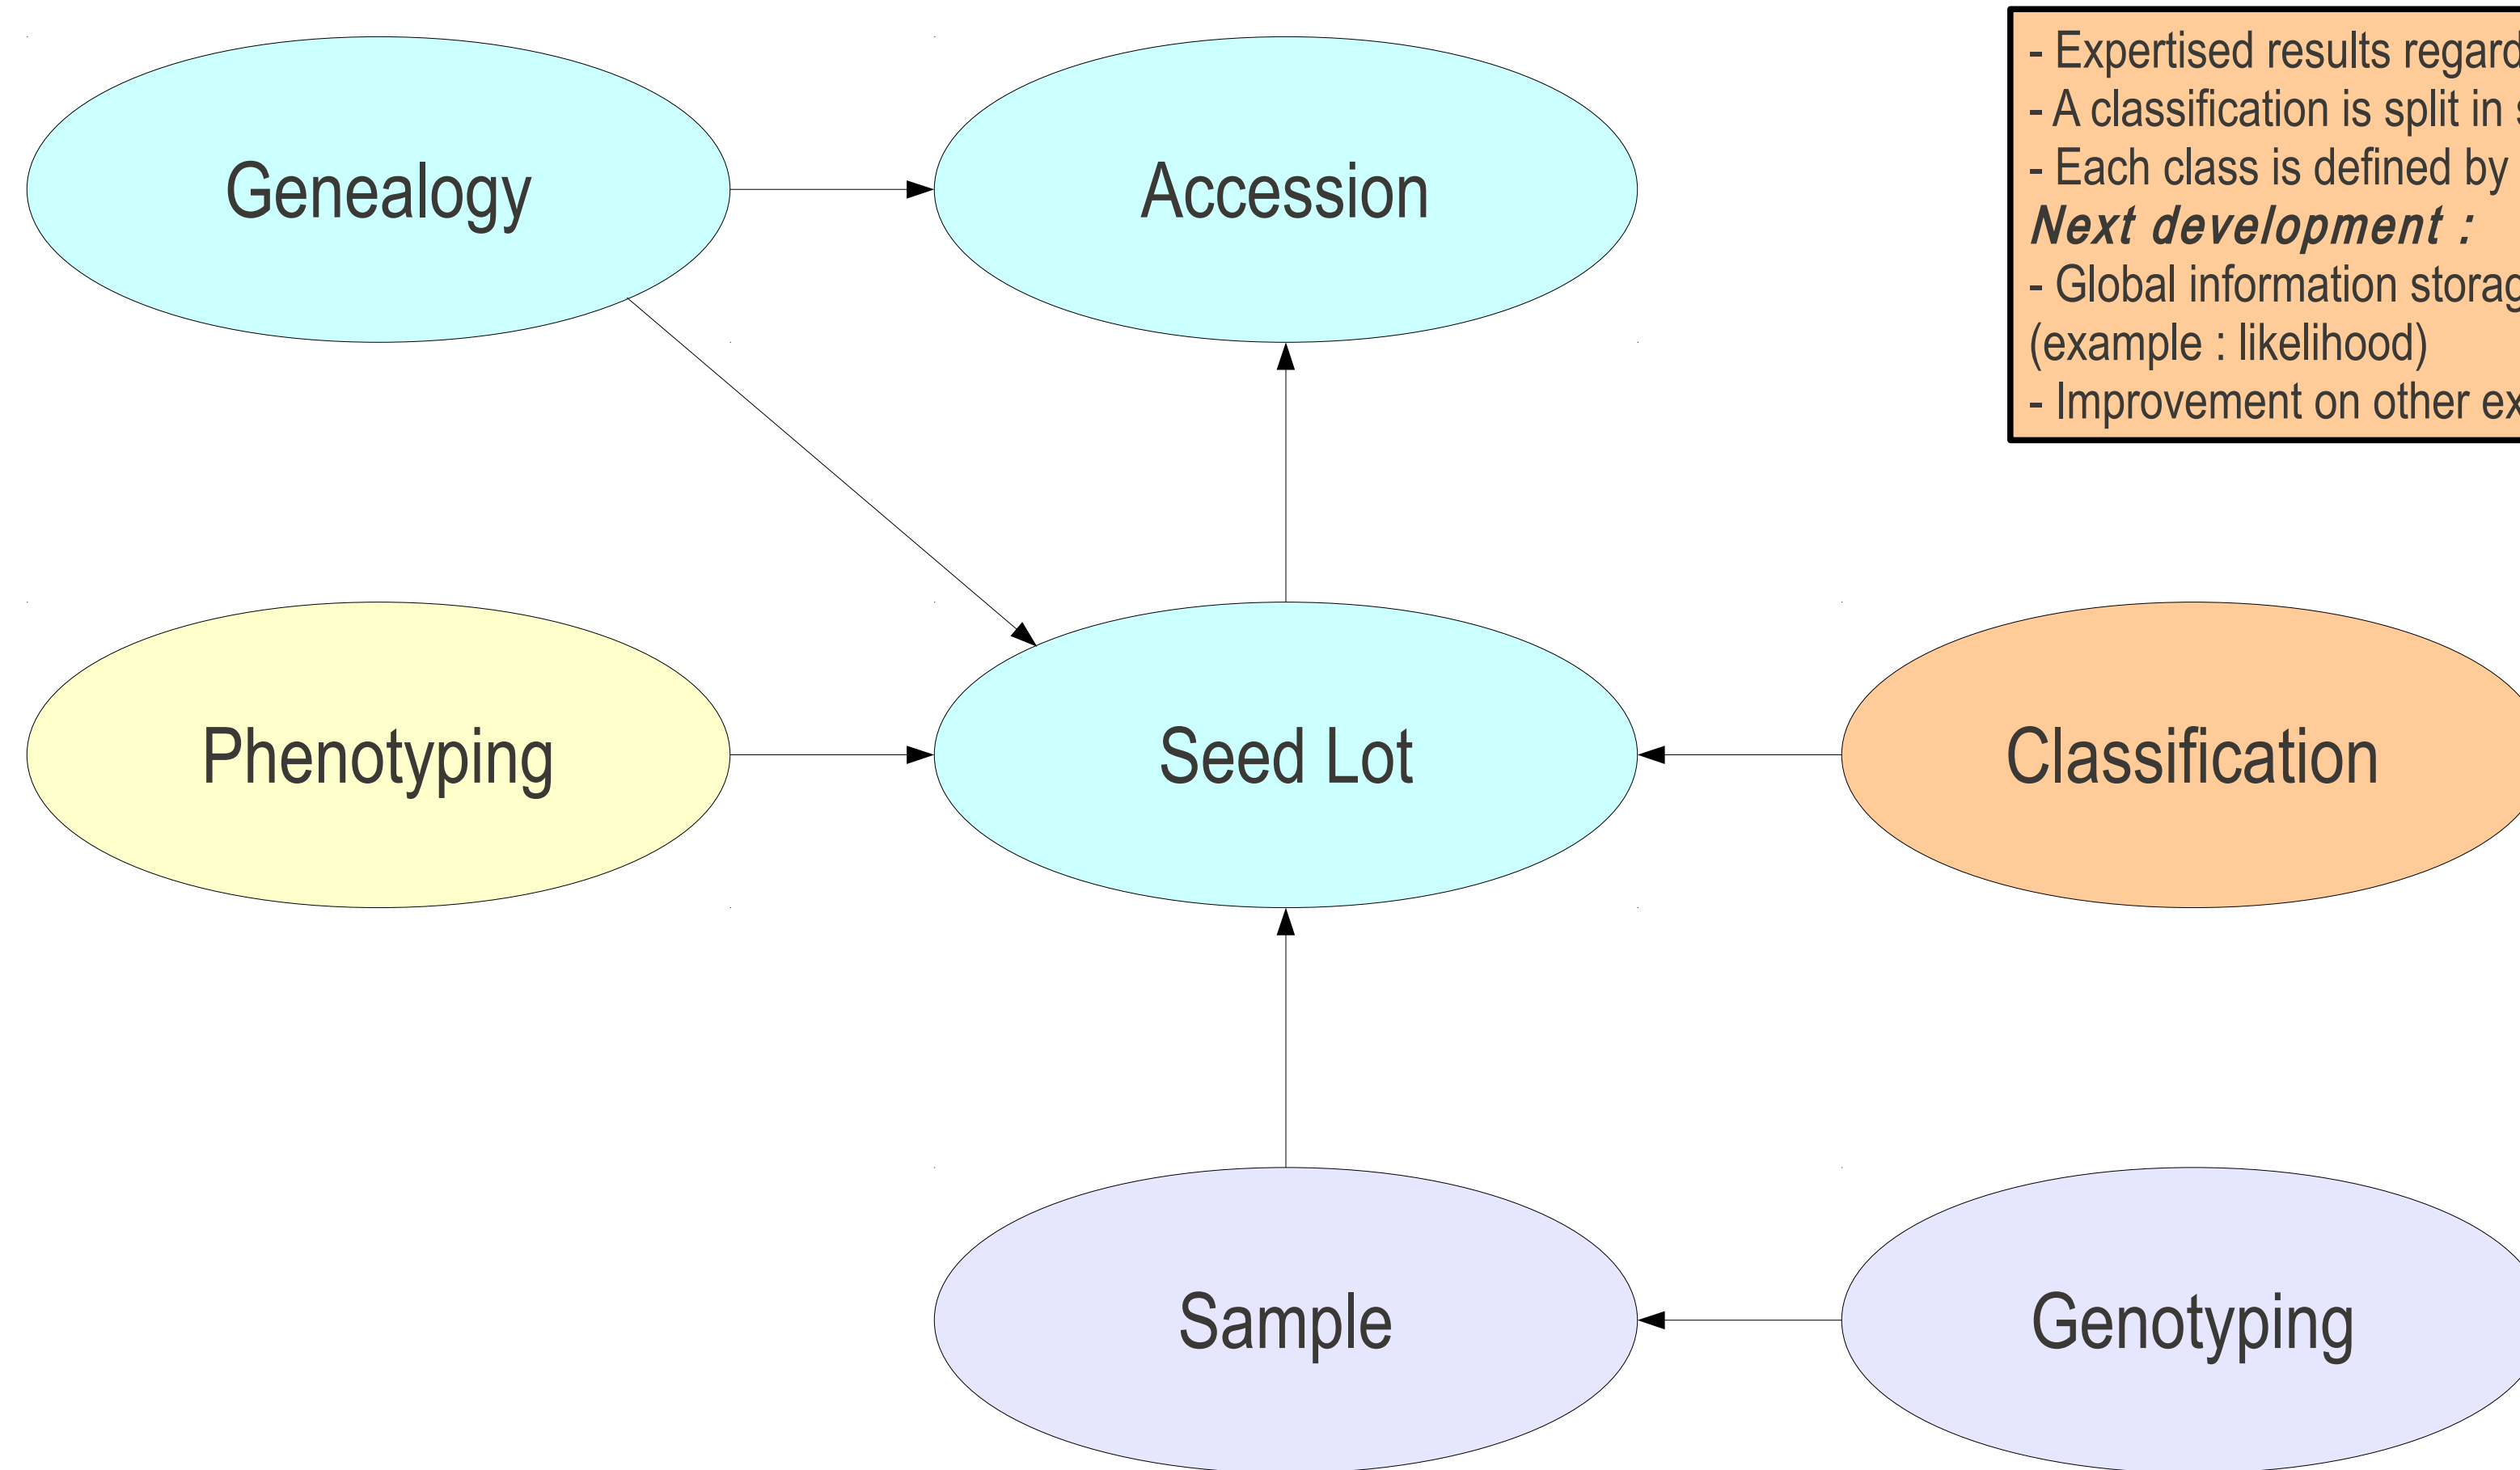 Genealogy
Accession
- Expertised results regard
- A classification is split in s
- Each class is defined by
Next development :
- Global information storag
(example : likelihood)
- Improvement on other ex
Phenotyping
Seed Lot
Classification
Sample
Genotyping